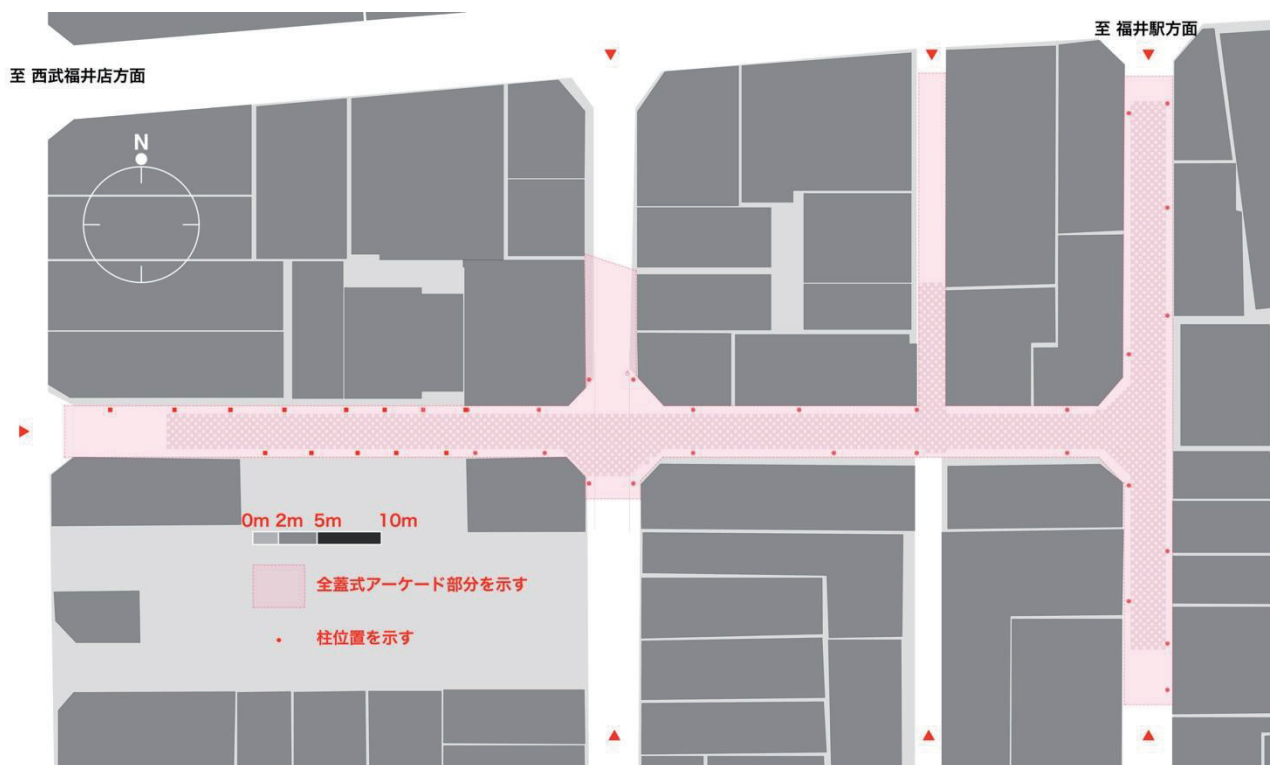 至 福井駅方面
至 西武福井店方面
N
0m 2m 5m 10m
全蓋式アーケード部分を示す
柱位置を示す